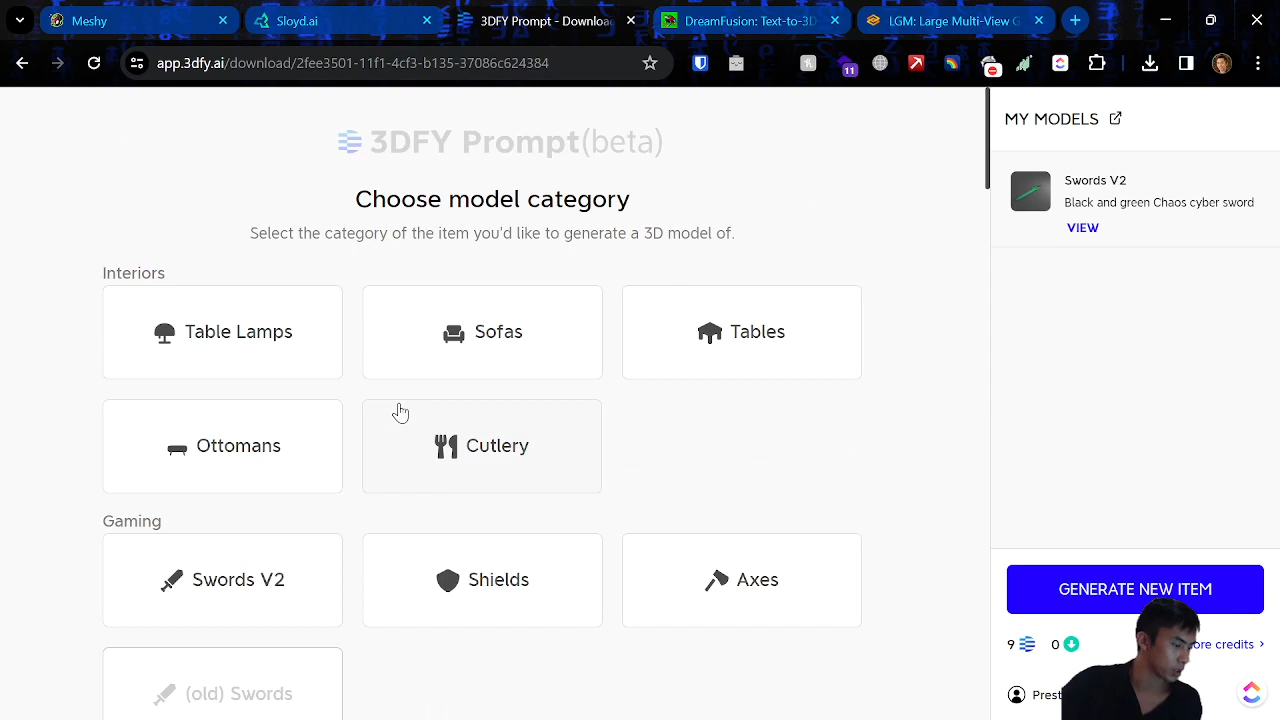 Meshy
Sloyd.ai
3DFY Prompt - Downloa
DreamFusion: Text-to-3D
LGM: Large Multi-View G
app.3dfy.ai/download/2fee3501-11f1-4cf3-b135-37086c624384
11
3DFY Prompt(beta)
MY MODELS
Choose model category
Select the category of the item you'd like to generate a 3D model of.
Swords V2
Black and green Chaos cyber sword
VIEW
Interiors
Table Lamps
Sofas
Tables
Ottomans
Cutlery
Gaming
Swords V2
Shields
Axes
(old) Swords
GENERATE NEW ITEM
9 0 ore credits >
Prest